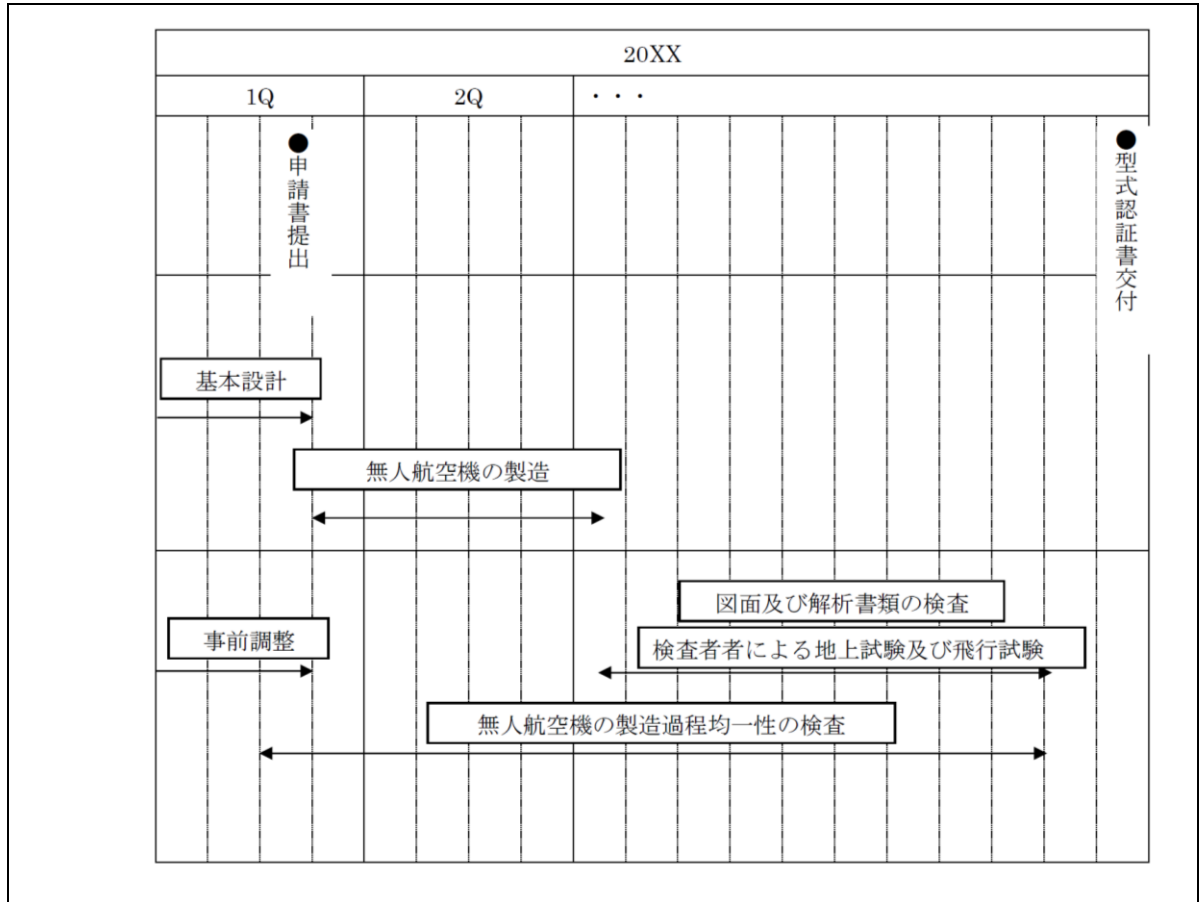 20XX
1Q
2Q
・・・
●申請書提出
●型式認証書交付
基本設計
無人航空機の製造
図面及び解析書類の検査
事前調整
検査者者による地上試験及び飛行試験
無人航空機の製造過程均一性の検査